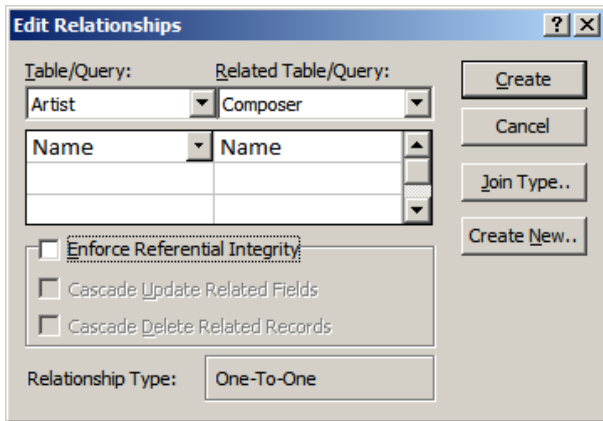 Edit Relationships
Table/Query: Related Table/Query:
Artist Composer
Create
Name Name
Cancel
Join Type..
Create New..
Enforce Referential Integrity
Cascade Update Related Fields
Cascade Delete Related Records
Relationship Type: One-To-One